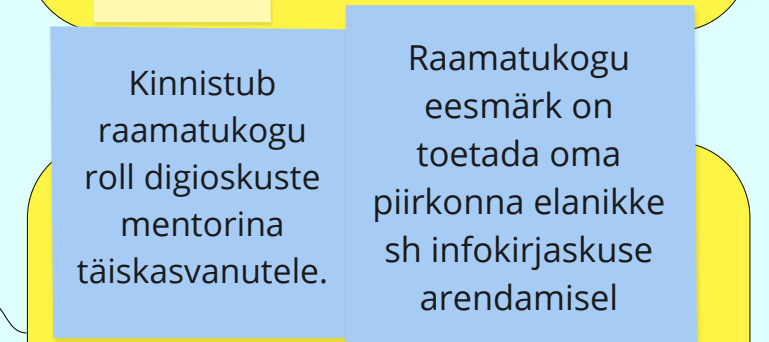 Kinnistub
raamatukogu
roll digioskuste
mentorina
täiskasvanutele.
Raamatukogu
eesmärk on
toetada oma
piirkonna elanikke
sh infokirjaskuse
arendamisel